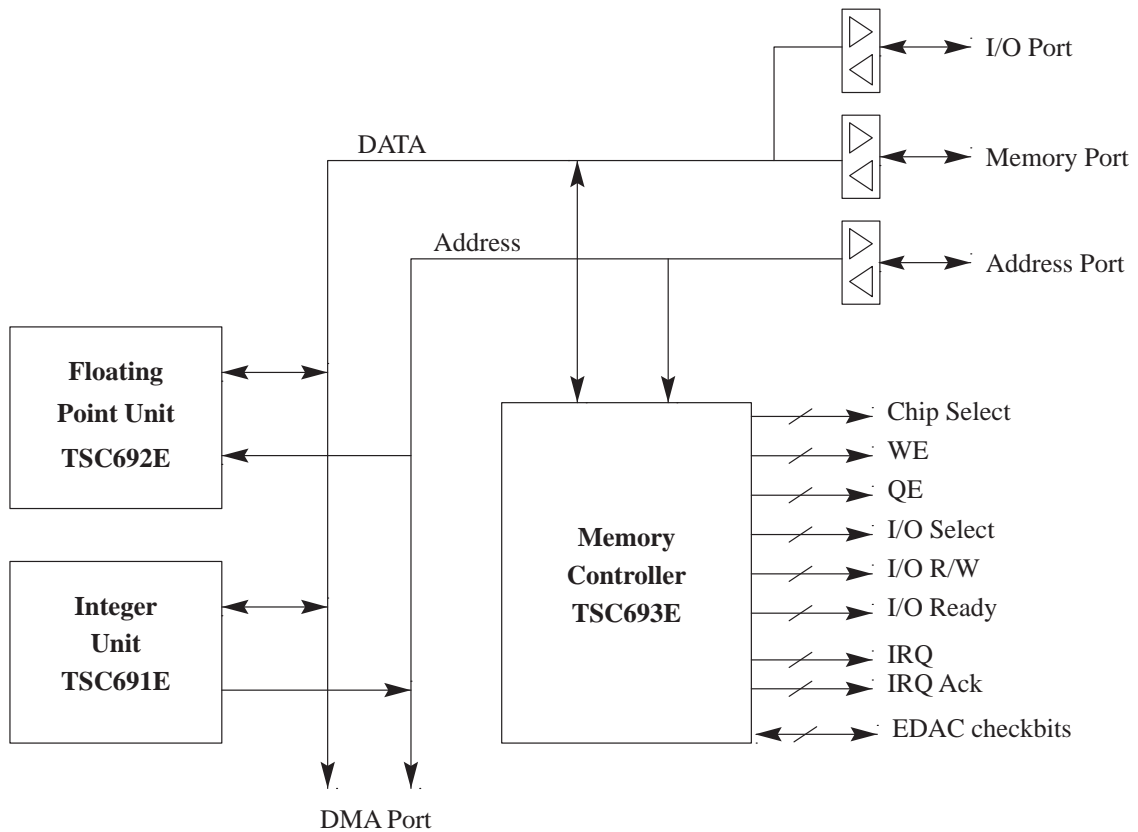 I/O Port
DATA
Memory Port
Address
Address Port
Floating
Point Unit
TSC692E
Chip Select
WE
QE
I/O Select
Memory
Controller
TSC693E
I/O R/W
I/O Ready
Integer
Unit
TSC691E
IRQ
IRQ Ack
EDAC checkbits
DMA Port